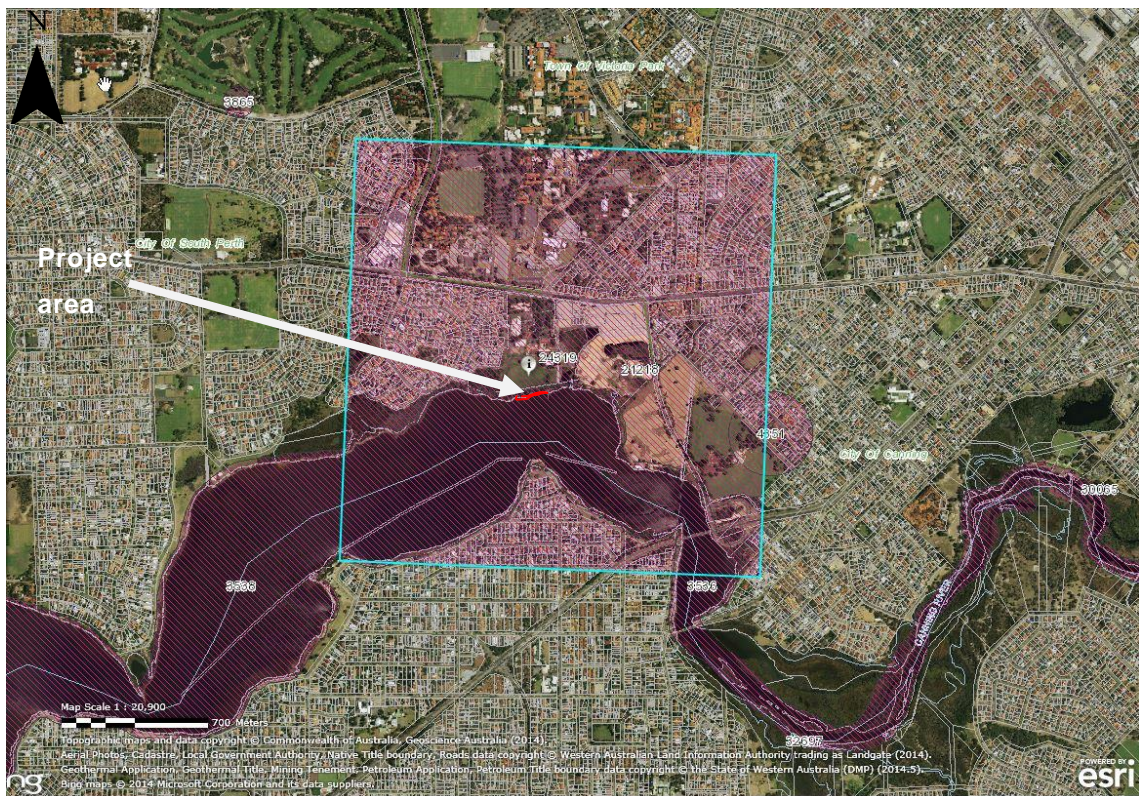 N
3865
Town Of Victoria Park
City Of South Perth
Project
area
24319
21218
4351
City Of Canning
30065
3538
3536
CANNING RIVER
32697
Map Scale 1 : 20,900
700 Meters
Topographic maps and data copyright © Commonwealth of Australia, Geoscience Australia (2014).
Aerial Photos, Cadastre, Local Government Authority, Native Title boundary, Roads data copyright © Western Australian Land Information Authority trading as Landgate (2014).
Geothermal Application, Geothermal Title, Mining Tenement, Petroleum Application, Petroleum Title boundary data copyright © the State of Western Australia (DMP) (2014.5).
Bing maps © 2014 Microsoft Corporation and its data suppliers.
ng
POWERED BY
esri